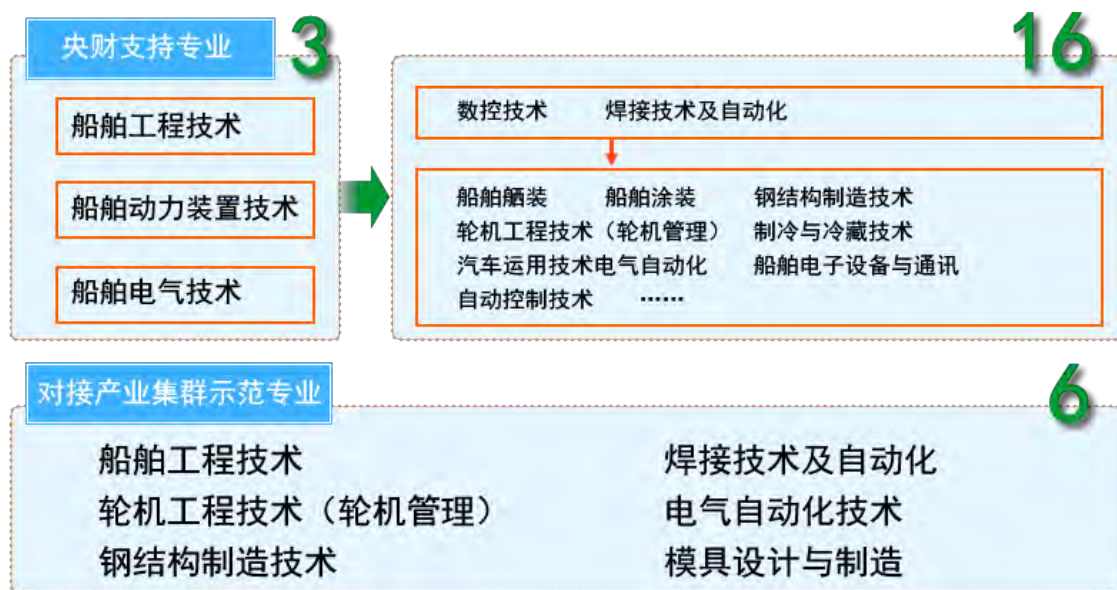 央财支持专业 3
船舶工程技术
船舶动力装置技术
船舶电气技术
16
数控技术 焊接技术及自动化
船舶舾装 船舶涂装 钢结构制造技术
轮机工程技术（轮机管理） 制冷与冷藏技术
汽车运用技术电气自动化 船舶电子设备与通讯
自动控制技术 ……
对接产业集群示范专业 6
船舶工程技术 焊接技术及自动化
轮机工程技术（轮机管理） 电气自动化技术
钢结构制造技术 模具设计与制造